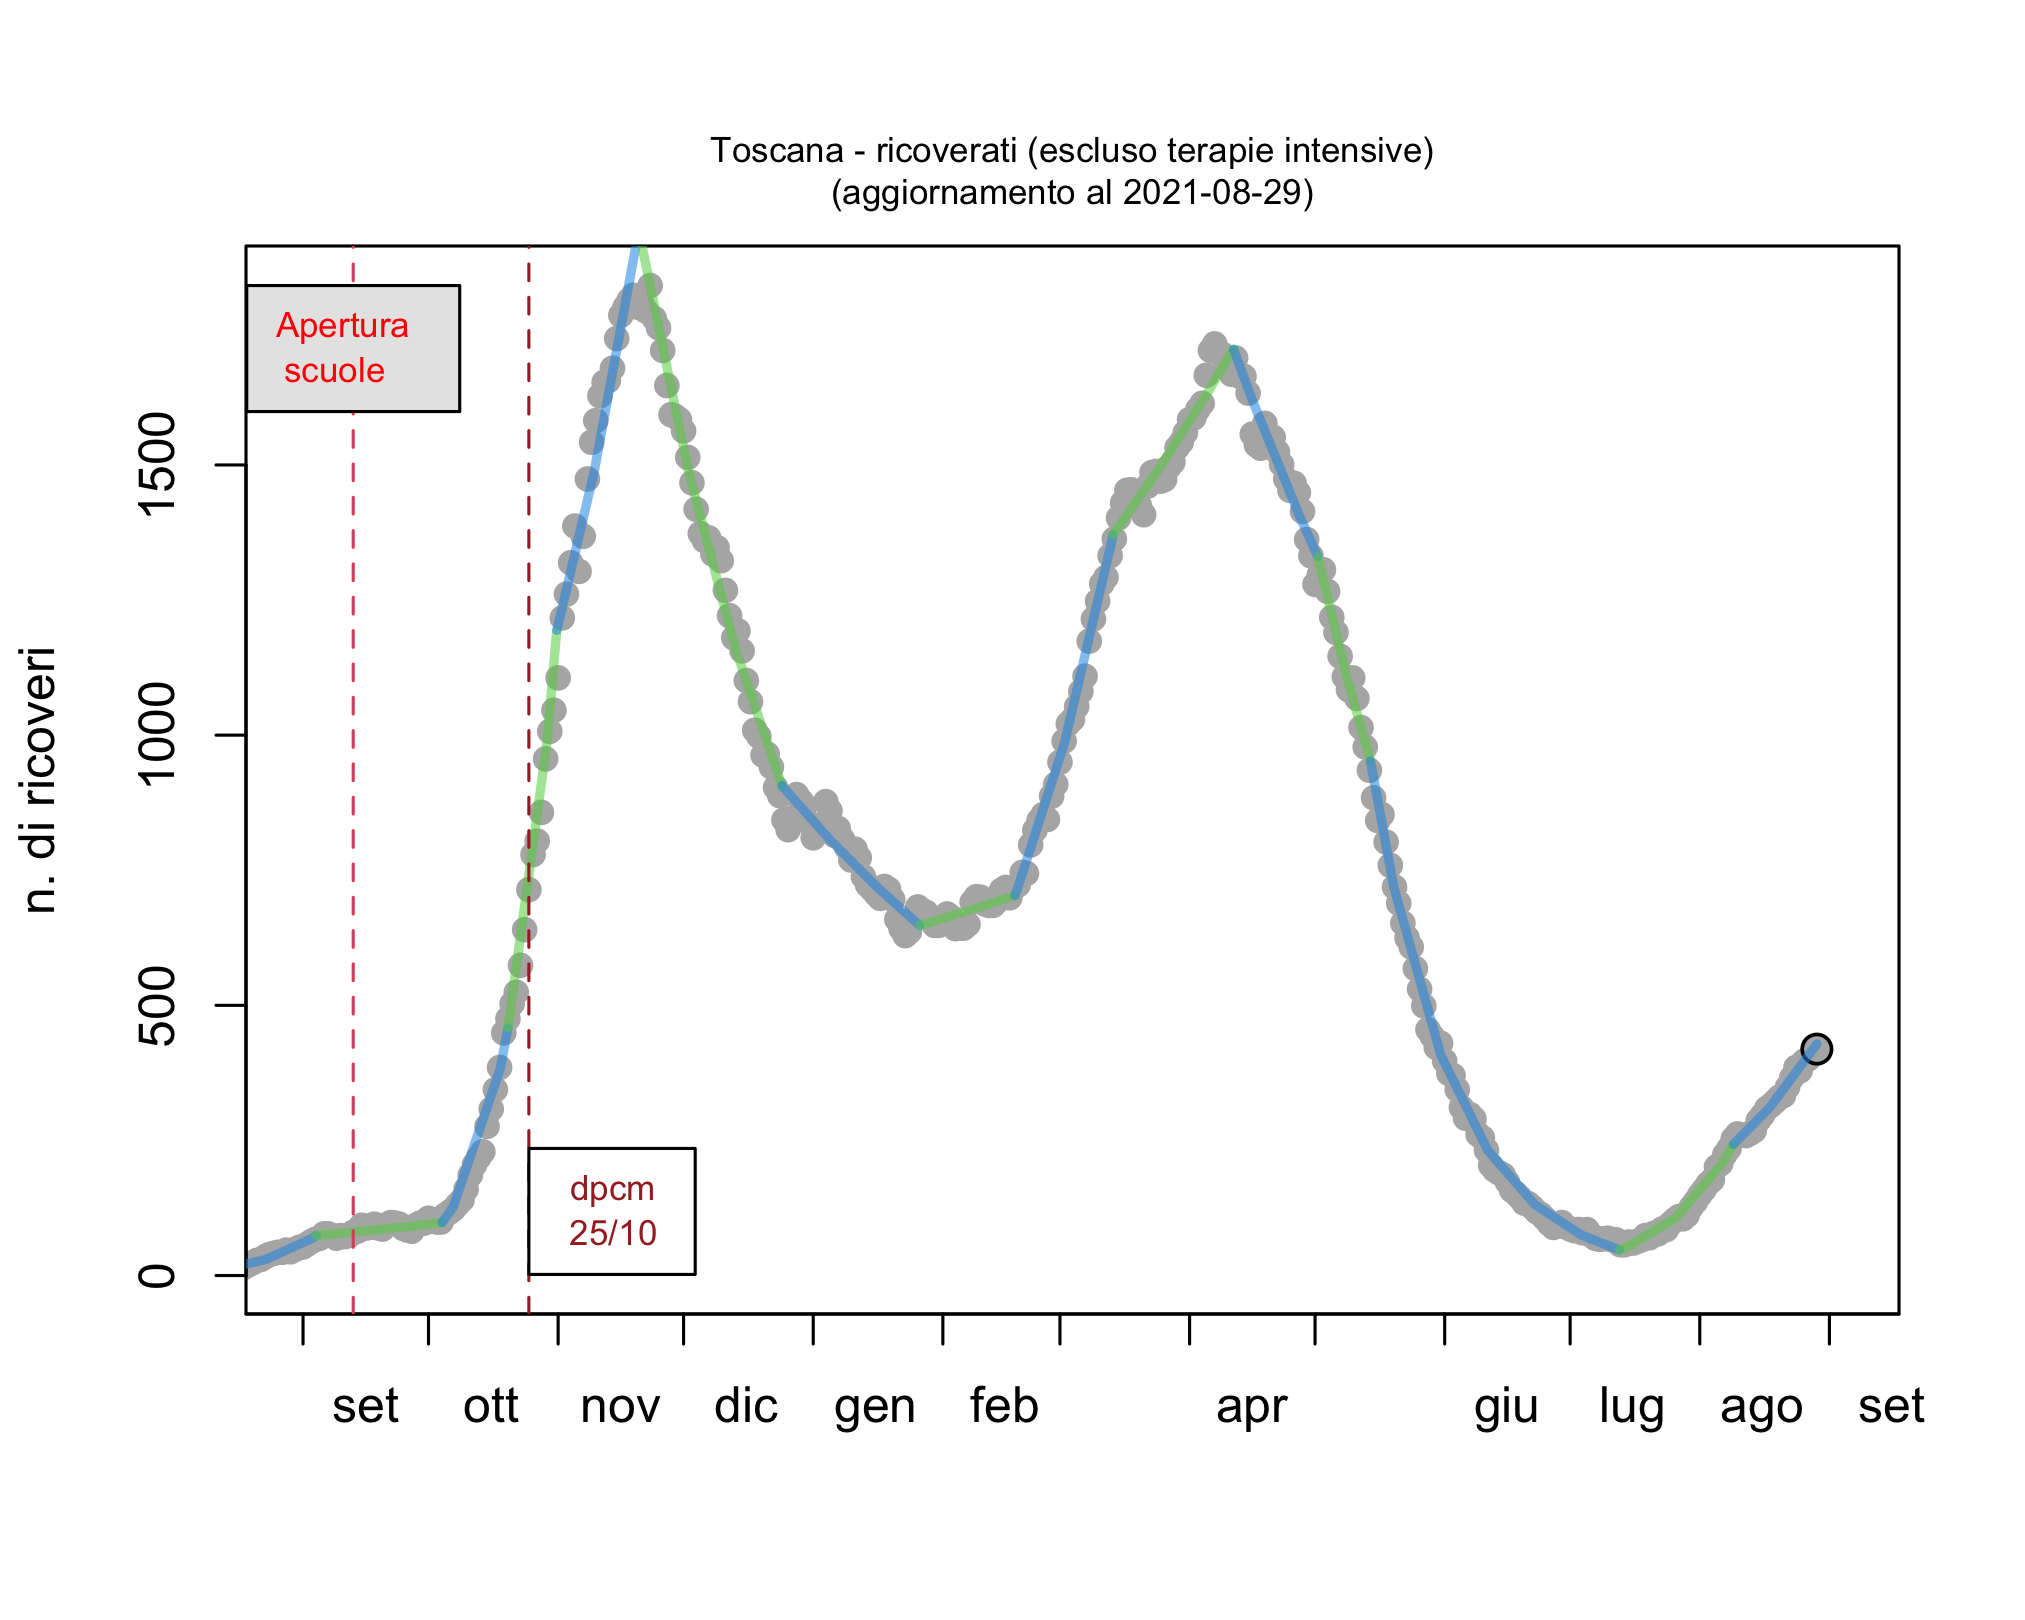 Toscana - ricoverati (escluso terapie intensive)
(aggiornamento al 2021-08-29)
Apertura
scuole
n. di ricoveri
1500
1000
500
0
dpcm
25/10
set ott nov dic gen feb apr giu lug ago set